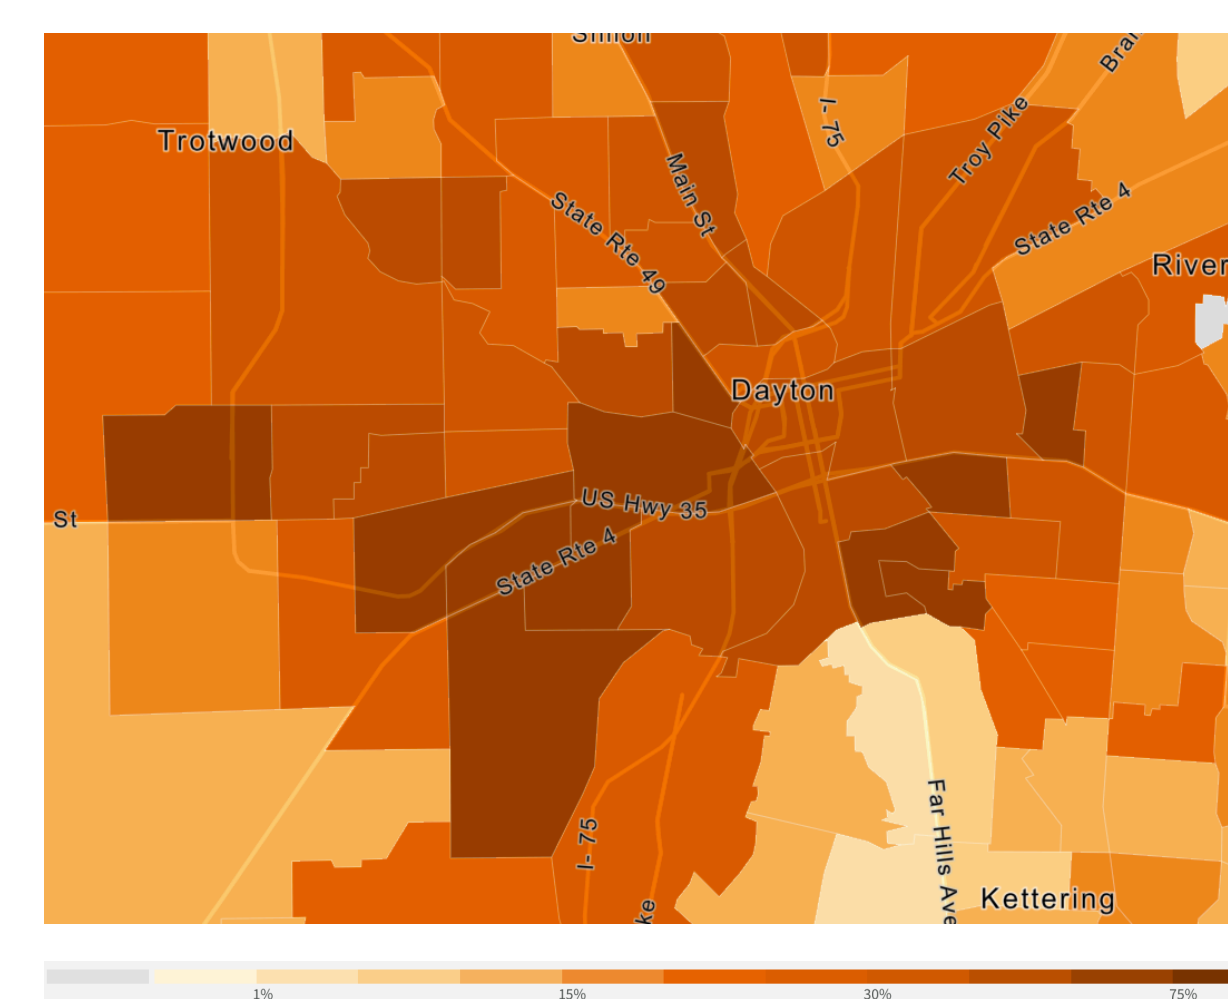 I-75
Troy Pike
Trotwood
Main St
State Rte 49
State Rte 4
River
Dayton
US Hwy 35
St
State Rte 4
I-75
Far Hills Ave
Kettering
1%
15%
30%
75%